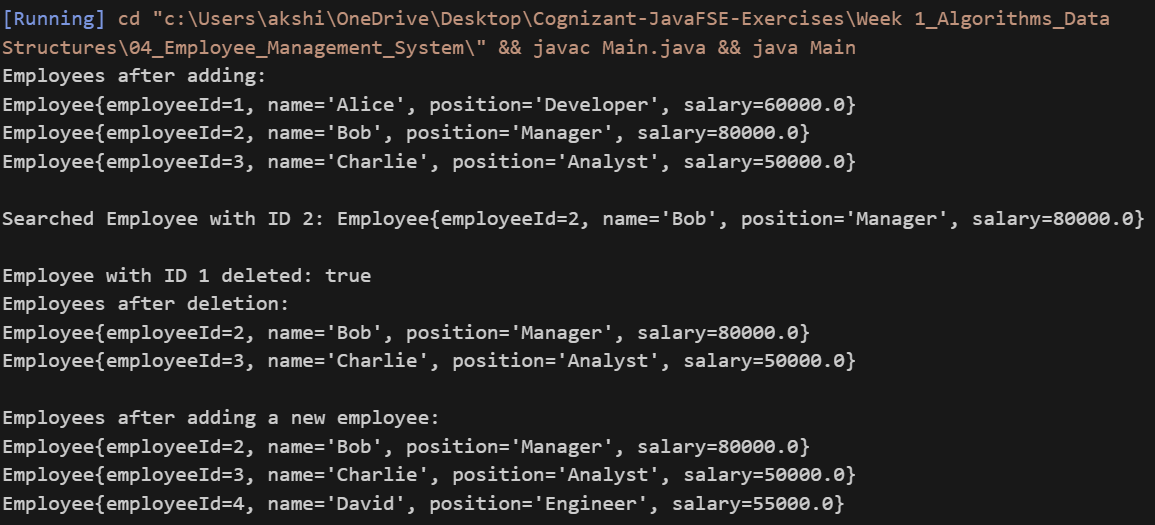 [Running] cd "c:\Users\akshi\OneDrive\Desktop\Cognizant-JavaFSE-Exercises\Week 1_Algorithms_Data
Structures\04_Employee_Management_System\" && javac Main.java && java Main
Employees after adding:
Employee{employeeId=1, name='Alice', position='Developer', salary=60000.0}
Employee{employeeId=2, name='Bob', position='Manager', salary=80000.0}
Employee{employeeId=3, name='Charlie', position='Analyst', salary=50000.0}

Searched Employee with ID 2: Employee{employeeId=2, name='Bob', position='Manager', salary=80000.0}

Employee with ID 1 deleted: true
Employees after deletion:
Employee{employeeId=2, name='Bob', position='Manager', salary=80000.0}
Employee{employeeId=3, name='Charlie', position='Analyst', salary=50000.0}

Employees after adding a new employee:
Employee{employeeId=2, name='Bob', position='Manager', salary=80000.0}
Employee{employeeId=3, name='Charlie', position='Analyst', salary=50000.0}
Employee{employeeId=4, name='David', position='Engineer', salary=55000.0}